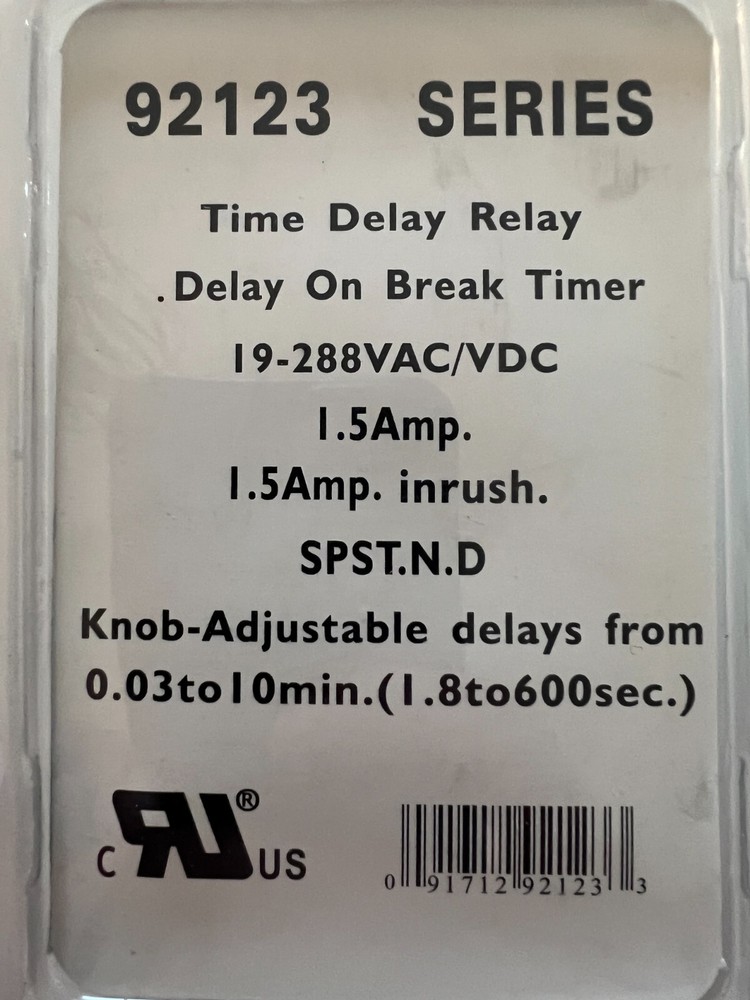 92123 SERIES
Time Delay Relay
.Delay On Break Timer
19-288VAC/VDC
1.5Amp.
1.5Amp. inrush.
SPST.N.D
Knob-Adjustable delays from
0.03to10min.(1.8to600sec.)
C RU® US
0 91712 92123 3